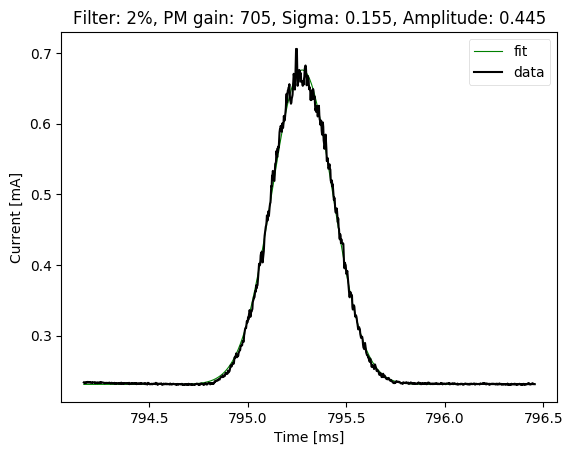 Filter: 2%, PM gain: 705, Sigma: 0.155, Amplitude: 0.445
fit
data
0.7
0.6
0.5
0.4
0.3
Current [mA]
794.5
795.0
795.5
796.0
796.5
Time [ms]